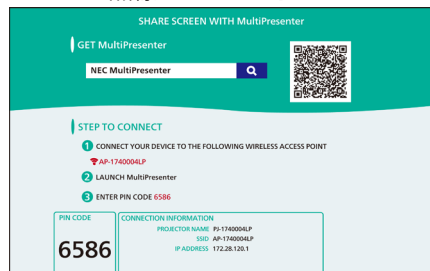 SHARE SCREEN WITH MultiPresenter
GET MultiPresenter
NEC MultiPresenter
STEP TO CONNECT
1 CONNECT YOUR DEVICE TO THE FOLLOWING WIRELESS ACCESS POINT
AP-1740004LP
2 LAUNCH MultiPresenter
3 ENTER PIN CODE 6586
PIN CODE
6586
CONNECTION INFORMATION
PROJECTOR NAME PJ-1740004LP
SSID AP-1740004LP
IP ADDRESS 172.28.120.1